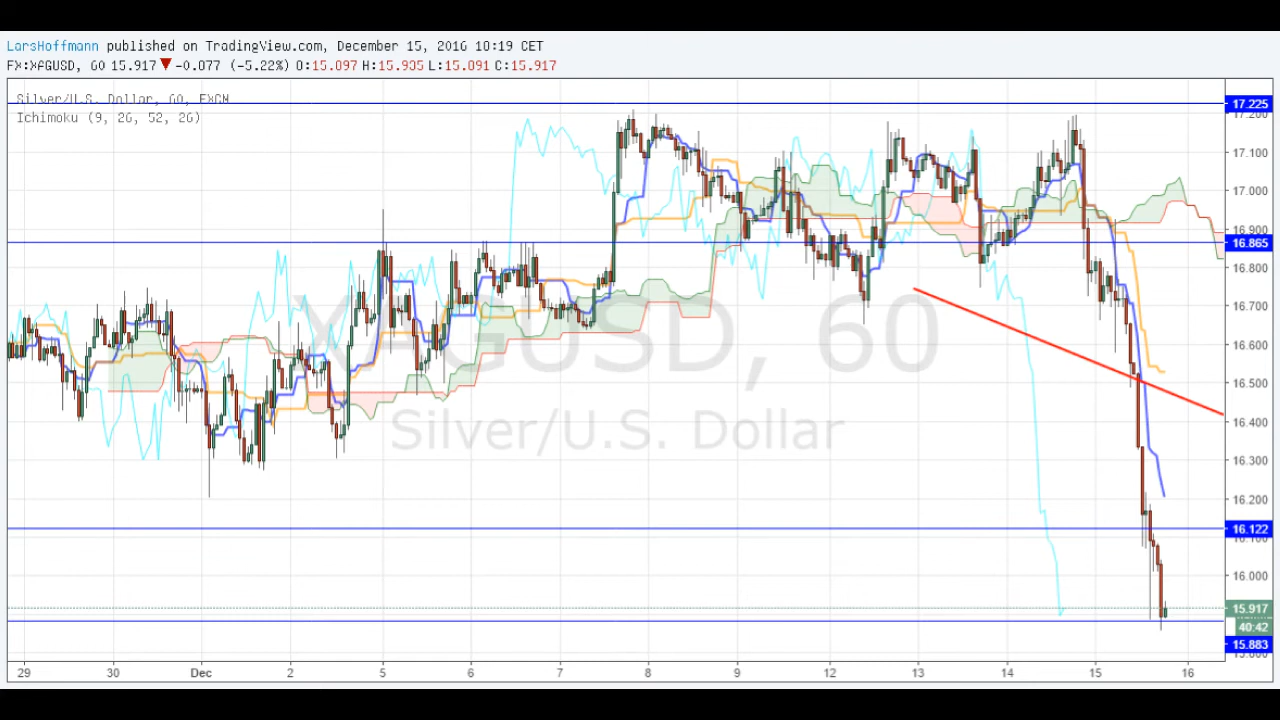 LarsHoffmann published on TradingView.com, December 15, 2016 10:19 CET
FX:XAGUSD, 60 15.917 ▼ -0.077 (-5.22%) O:15.097 H:15.935 L:15.091 C:15.917
Silver/U.S. Dollar, 60, FXCM
Ichimoku (9, 26, 52, 26)
XAGUSD, 60
Silver/U.S. Dollar
17.225
17.200
17.100
17.000
16.900
16.865
16.800
16.700
16.600
16.500
16.400
16.300
16.200
16.122
16.100
16.000
15.917
40:42
15.883
29 30 Dec 2 5 6 7 8 9 12 13 14 15 16